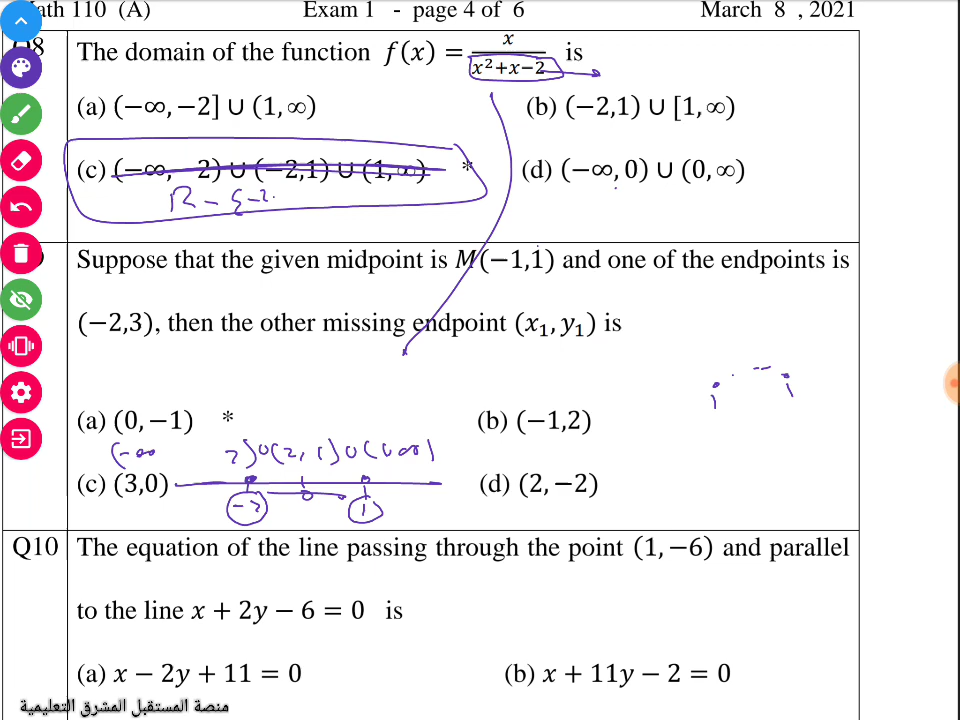 Math 110 (A) Exam 1 - page 4 of 6 March 8 , 2021
Q8 The domain of the function f(x) = x/(x²+x−2) is
(a) (−∞, −2] ∪ (1, ∞) (b) (−2,1) ∪ [1, ∞)
(c) (−∞, −2) ∪ (−2,1) ∪ (1, ∞) * (d) (−∞, 0) ∪ (0, ∞)
Suppose that the given midpoint is M(−1,1) and one of the endpoints is
(−2,3), then the other missing endpoint (x₁, y₁) is
(a) (0, −1) * (b) (−1,2)
(c) (3,0) (d) (2, −2)
−2 0 1
Q10 The equation of the line passing through the point (1, −6) and parallel
to the line x + 2y − 6 = 0 is
(a) x − 2y + 11 = 0 (b) x + 11y − 2 = 0
منصة المستقبل المشرق التعليمية